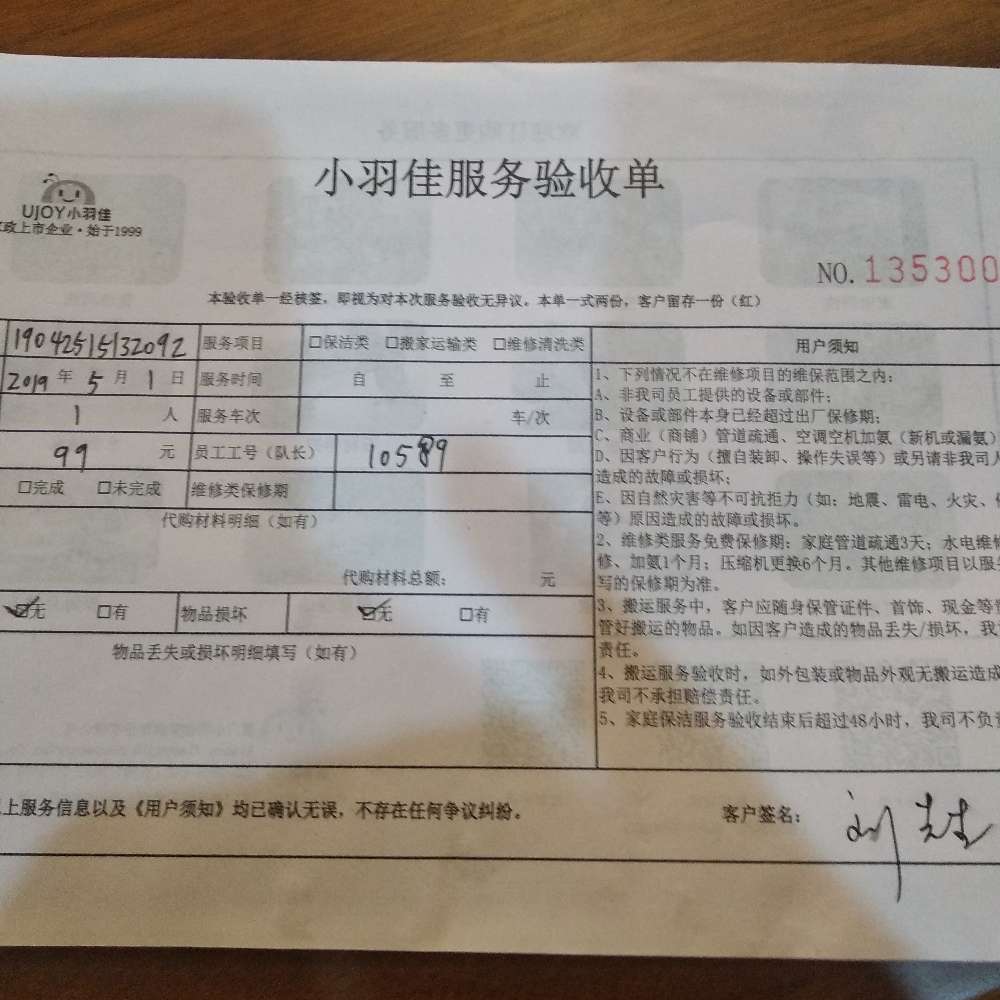 小羽佳服务验收单
UJOY小羽佳
政上市企业·始于1999
NO.135300
本验收单一经核签，即视为对本次服务验收无异议。本单一式两份，客户留存一份（红）
19042515132092 服务项目 □保洁类 □搬家运输类 □维修清洗类
2019年5月1日 服务时间 自 至 止
1 人 服务车次 车/次
99 元 员工工号（队长） 10589
□完成 □未完成 维修类保修期
代购材料明细（如有）
代购材料总额： 元
☑无 □有 物品损坏 ☑无 □有
物品丢失或损坏明细填写（如有）
用户须知
1、下列情况不在维修项目的维保范围之内：
A、非我司员工提供的设备或部件；
B、设备或部件本身已经超过出厂保修期；
C、商业（商铺）管道疏通、空调空机加氨（新机或漏氨）
D、因客户行为（擅自装卸、操作失误等）或另请非我司人
造成的故障或损坏；
E、因自然灾害等不可抗拒力（如：地震、雷电、火灾、
等）原因造成的故障或损坏。
2、维修类服务免费保修期：家庭管道疏通3天；水电维修
修、加氨1个月；压缩机更换6个月。其他维修项目以服务
写的保修期为准。
3、搬运服务中，客户应随身保管证件、首饰、现金等贵
管好搬运的物品。如因客户造成的物品丢失/损坏，我
责任。
4、搬运服务验收时，如外包装或物品外观无搬运造成
我司不承担赔偿责任。
5、家庭保洁服务验收结束后超过48小时，我司不负责
上服务信息以及《用户须知》均已确认无误，不存在任何争议纠纷。
客户签名：刘先生